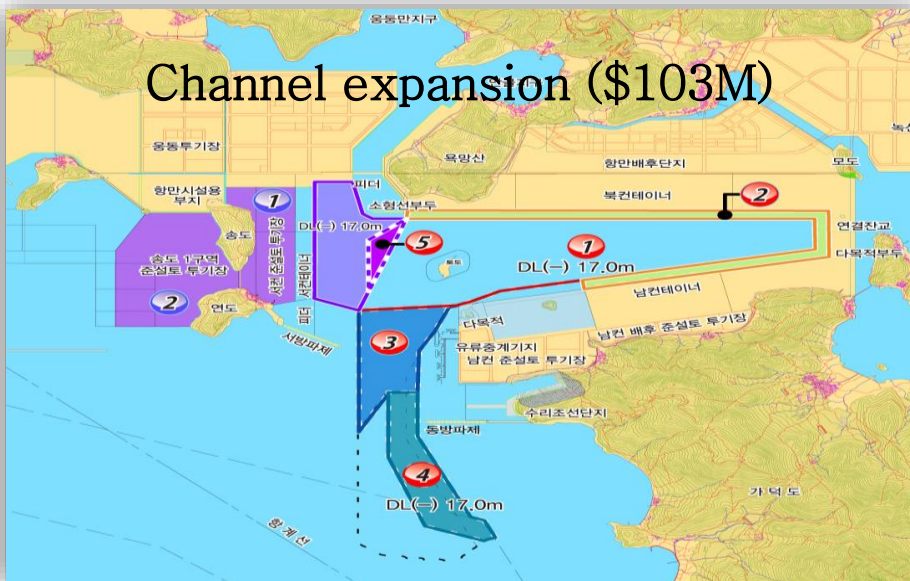 웅동만지구
Channel expansion ($103M)
웅동투기장
욕망산
항만배후단지
모도
녹산
항만시설용
부지
1
피더
소형선부두
북컨테이너
2
송도
서컨 준설토 투기장
DL(-) 17.0m
5
1
연결잔교
송도 1구역
준설토 투기장
서컨테이너
토도
DL(-) 17.0m
다목적부두
2
연도
피더
남컨테이너
서방파제
3
다목적
남컨 배후 준설토 투기장
유류중계기지
남컨 준설토 투기장
수리조선단지
동방파제
4
DL(-) 17.0m
가덕도
항계선